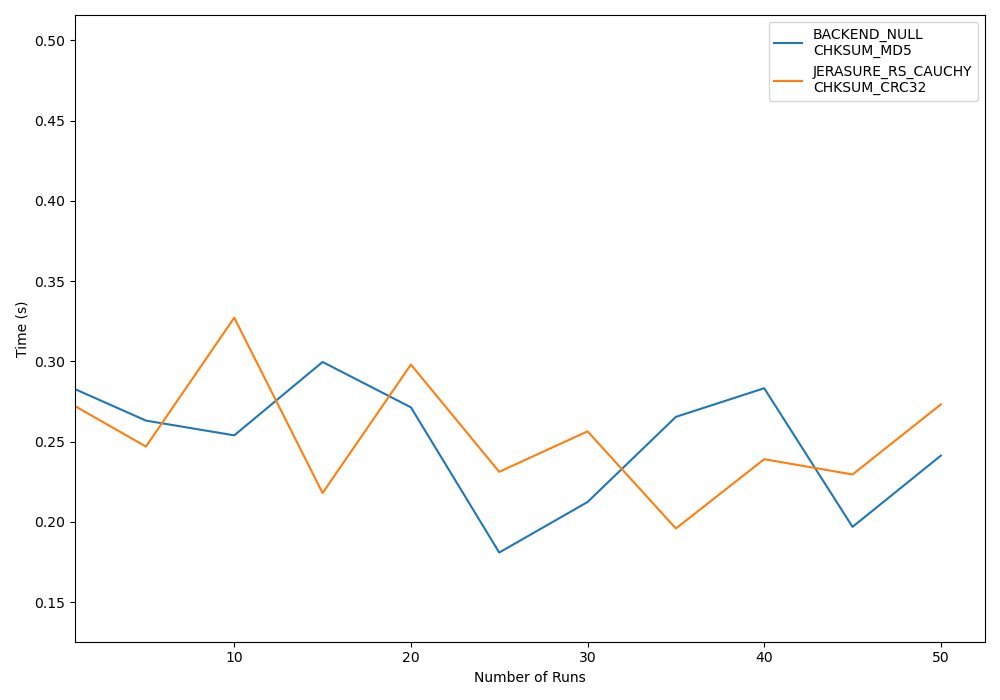 0.50
0.45
0.40
0.35
0.30
0.25
0.20
0.15
Time (s)
BACKEND_NULL
CHKSUM_MD5
JERASURE_RS_CAUCHY
CHKSUM_CRC32
10 20 30 40 50
Number of Runs